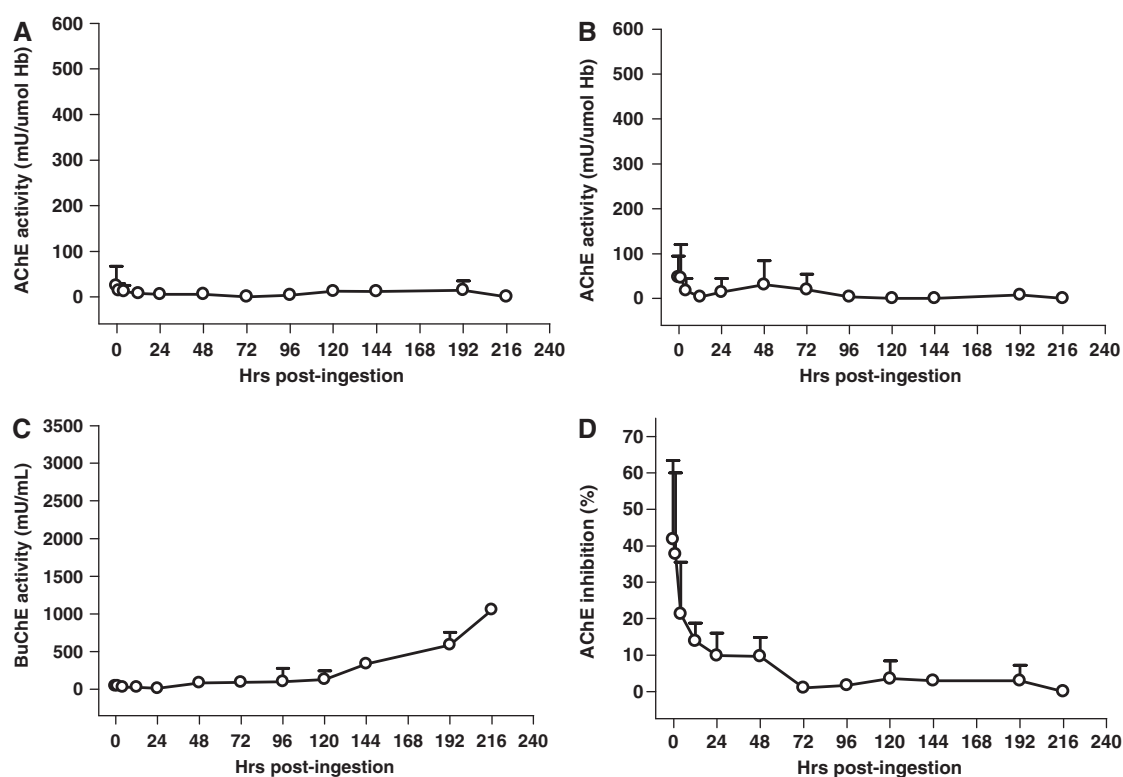 A
AChE activity (mU/umol Hb)
600
500
400
300
200
100
0
0 24 48 72 96 120 144 168 192 216 240
Hrs post-ingestion
B
AChE activity (mU/umol Hb)
600
500
400
300
200
100
0
0 24 48 72 96 120 144 168 192 216 240
Hrs post-ingestion
C
BuChE activity (mU/mL)
3500
3000
2500
2000
1500
1000
500
0
0 24 48 72 96 120 144 168 192 216 240
Hrs post-ingestion
D
AChE inhibition (%)
70
60
50
40
30
20
10
0
0 24 48 72 96 120 144 168 192 216 240
Hrs post-ingestion